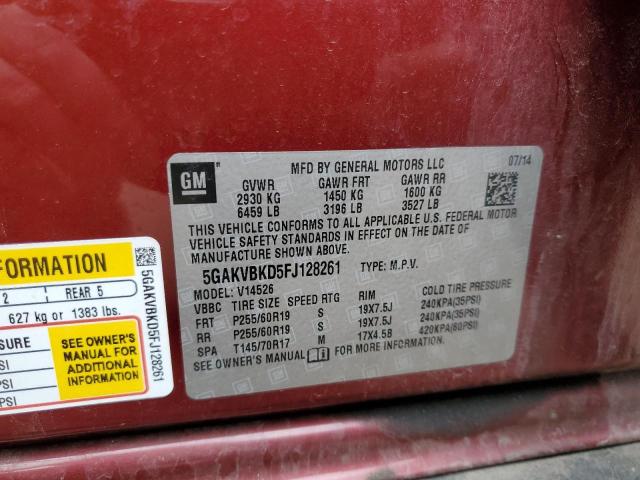 GM
MFD BY GENERAL MOTORS LLC
07/14
GVWR GAWR FRT GAWR RR
2930 KG 1450 KG 1600 KG
6459 LB 3196 LB 3527 LB
THIS VEHICLE CONFORMS TO ALL APPLICABLE U.S. FEDERAL MOTOR
VEHICLE SAFETY STANDARDS IN EFFECT ON THE DATE OF
MANUFACTURE SHOWN ABOVE.
5GAKVBKD5FJ128261 TYPE: M.P.V.
MODEL: V14526
VBBC TIRE SIZE SPEED RTG RIM COLD TIRE PRESSURE
FRT P255/60R19 S 19X7.5J 240KPA(35PSI)
RR P255/60R19 S 19X7.5J 240KPA(35PSI)
SPA T145/70R17 M 17X4.5B 420KPA(60PSI)
SEE OWNER'S MANUAL FOR MORE INFORMATION.
FORMATION
2 REAR 5
627 kg or 1383 lbs.
SURE
SEE OWNER'S
MANUAL FOR
ADDITIONAL
INFORMATION
PSI
PSI
PSI
5GAKVBKD5FJ128261